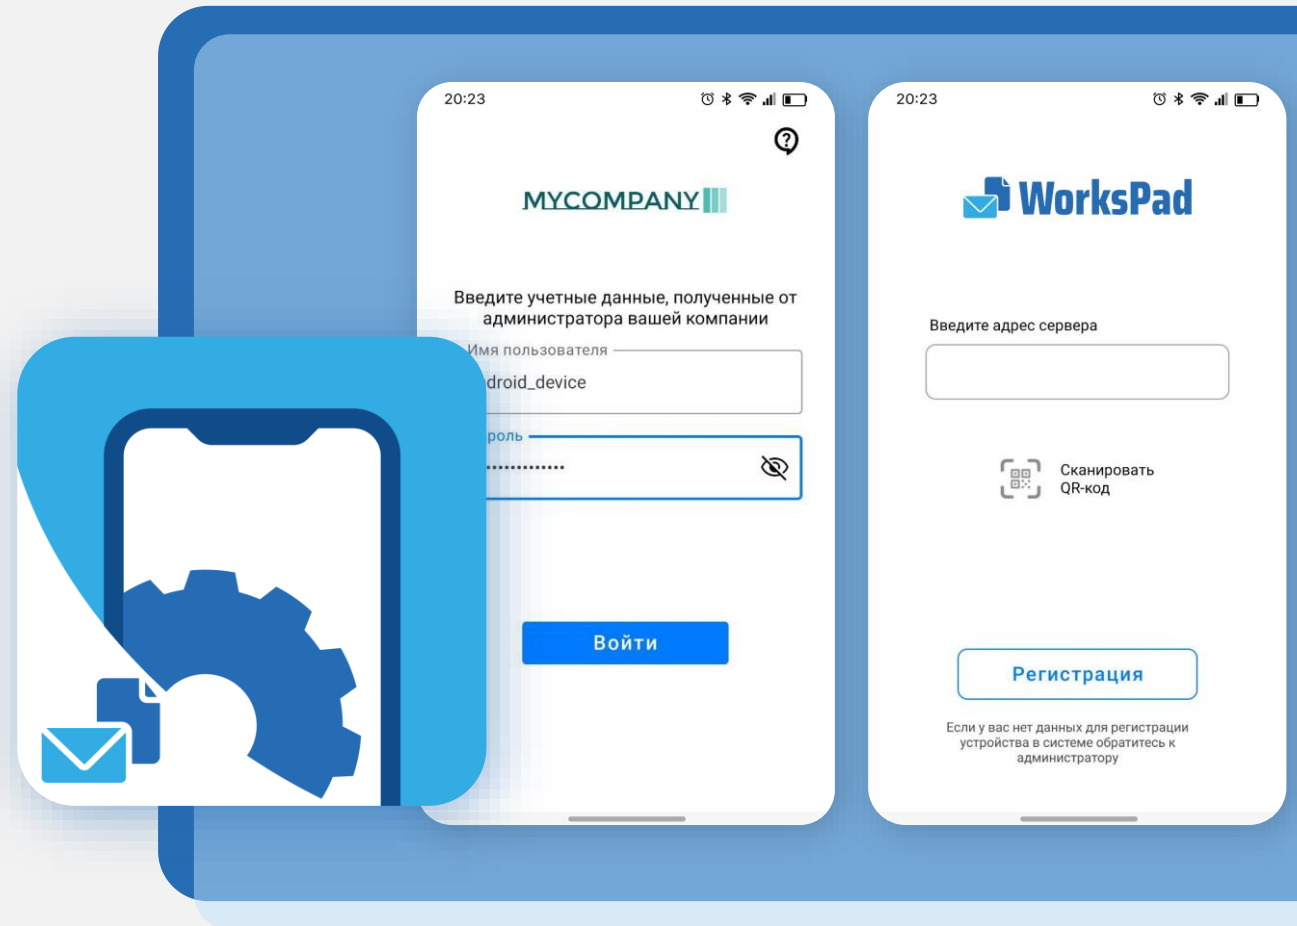 20:23
MYCOMPANY
Введите учетные данные, полученные от
администратора вашей компании
Имя пользователя
droid_device
роль
Войти
20:23
WorksPad
Введите адрес сервера
Сканировать
QR-код
Регистрация
Если у вас нет данных для регистрации
устройства в системе обратитесь к
администратору